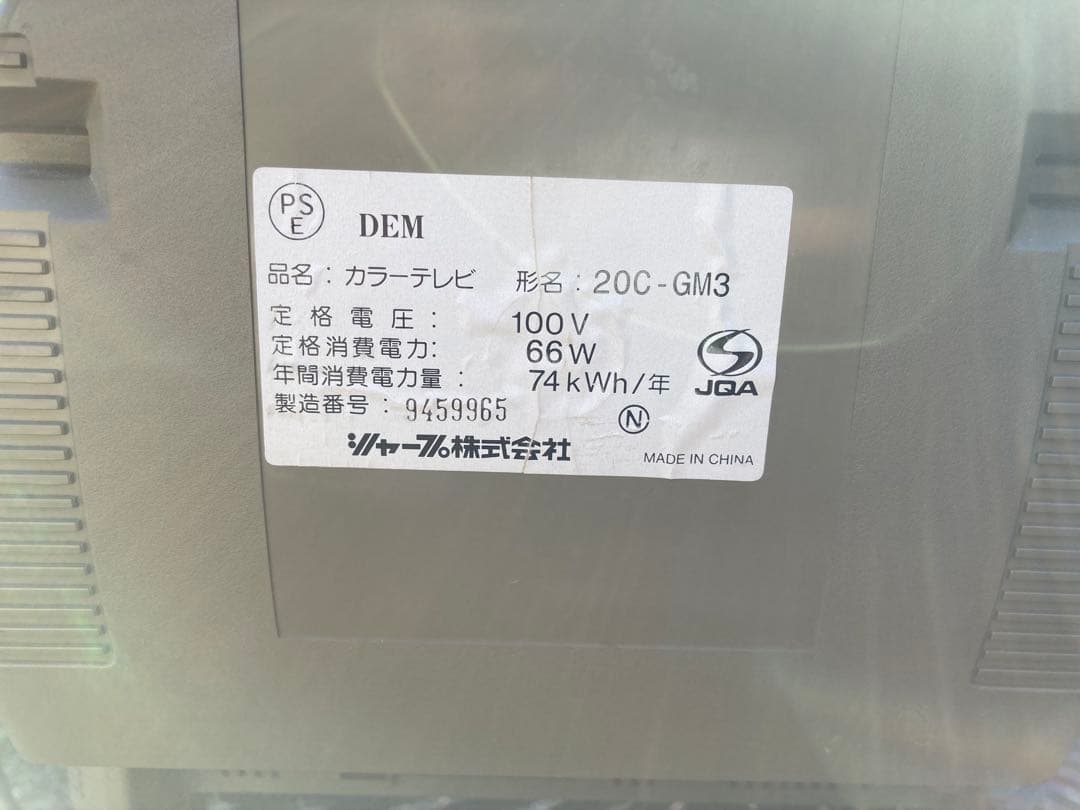 PS
E
DEM
品名：カラーテレビ 形名：20C-GM3
定格電圧： 100V
定格消費電力： 66W
年間消費電力量： 74kWh/年
JQA
製造番号：9459965
N
シャープ株式会社
MADE IN CHINA